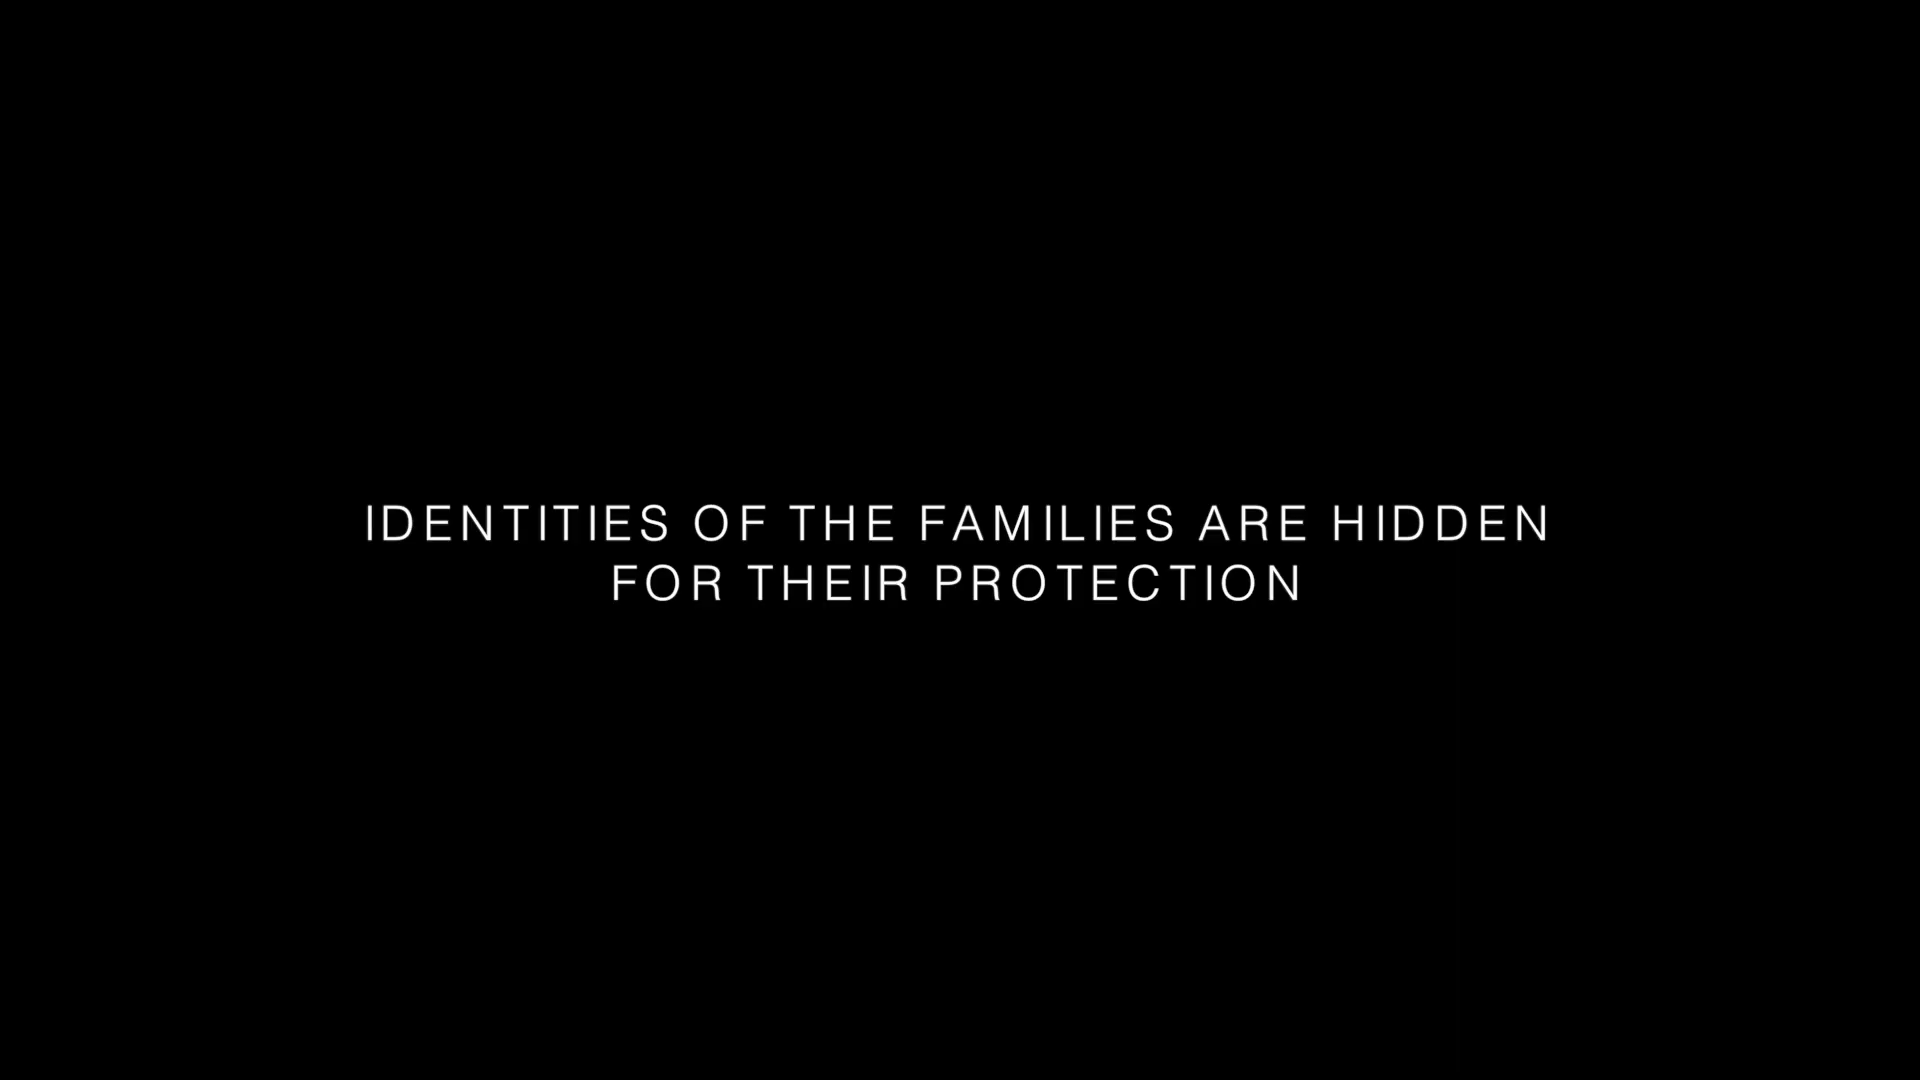 IDENTITIES OF THE FAMILIES ARE HIDDEN
FOR THEIR PROTECTION